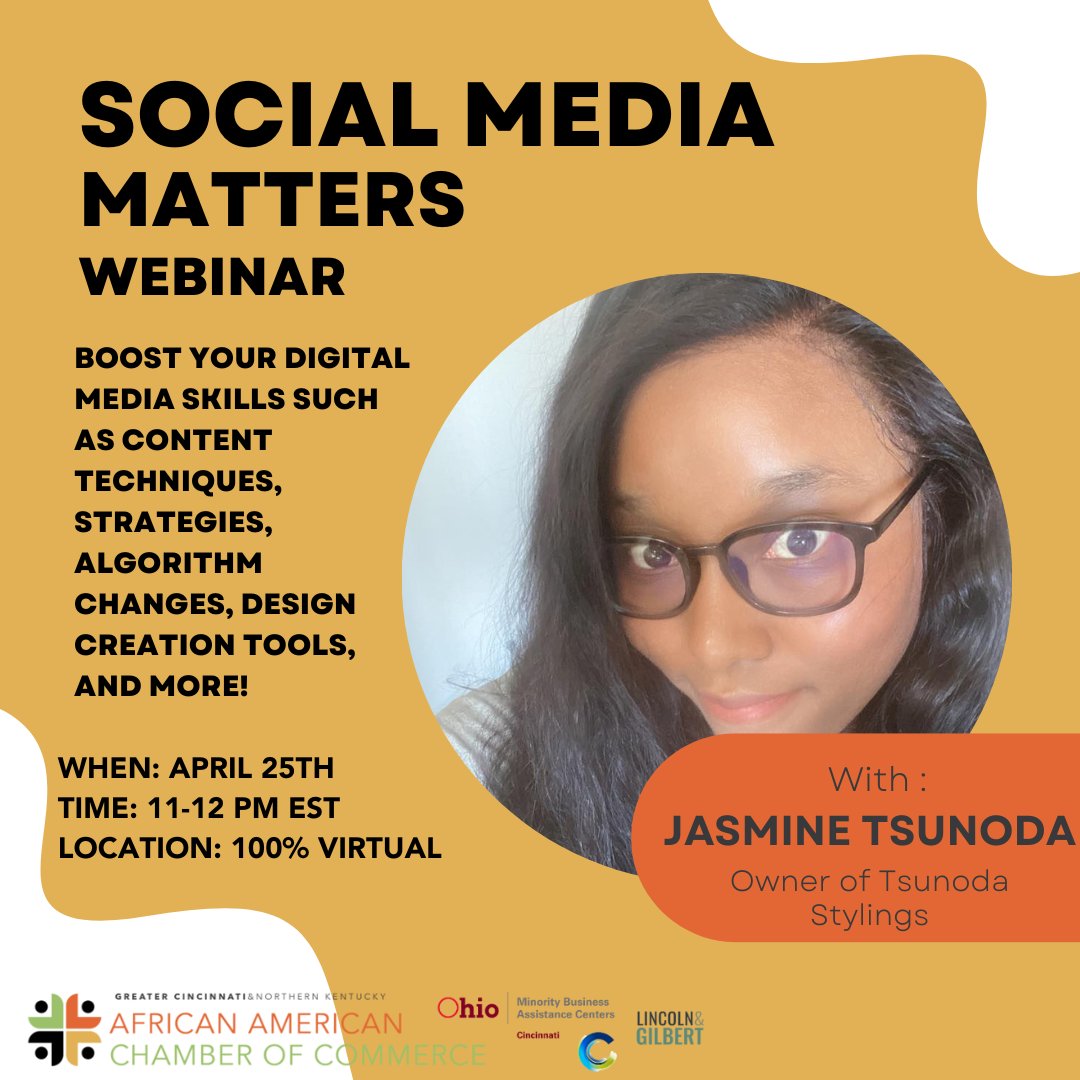 SOCIAL MEDIA
MATTERS
WEBINAR
BOOST YOUR DIGITAL
MEDIA SKILLS SUCH
AS CONTENT
TECHNIQUES,
STRATEGIES,
ALGORITHM
CHANGES, DESIGN
CREATION TOOLS,
AND MORE!
WHEN: APRIL 25TH
TIME: 11-12 PM EST
LOCATION: 100% VIRTUAL
With :
JASMINE TSUNODA
Owner of Tsunoda
Stylings
GREATER CINCINNATI&NORTHERN KENTUCKY
AFRICAN AMERICAN
CHAMBER OF COMMERCE
Ohio
Minority Business
Assistance Centers
Cincinnati
C
LINCOLN&
GILBERT